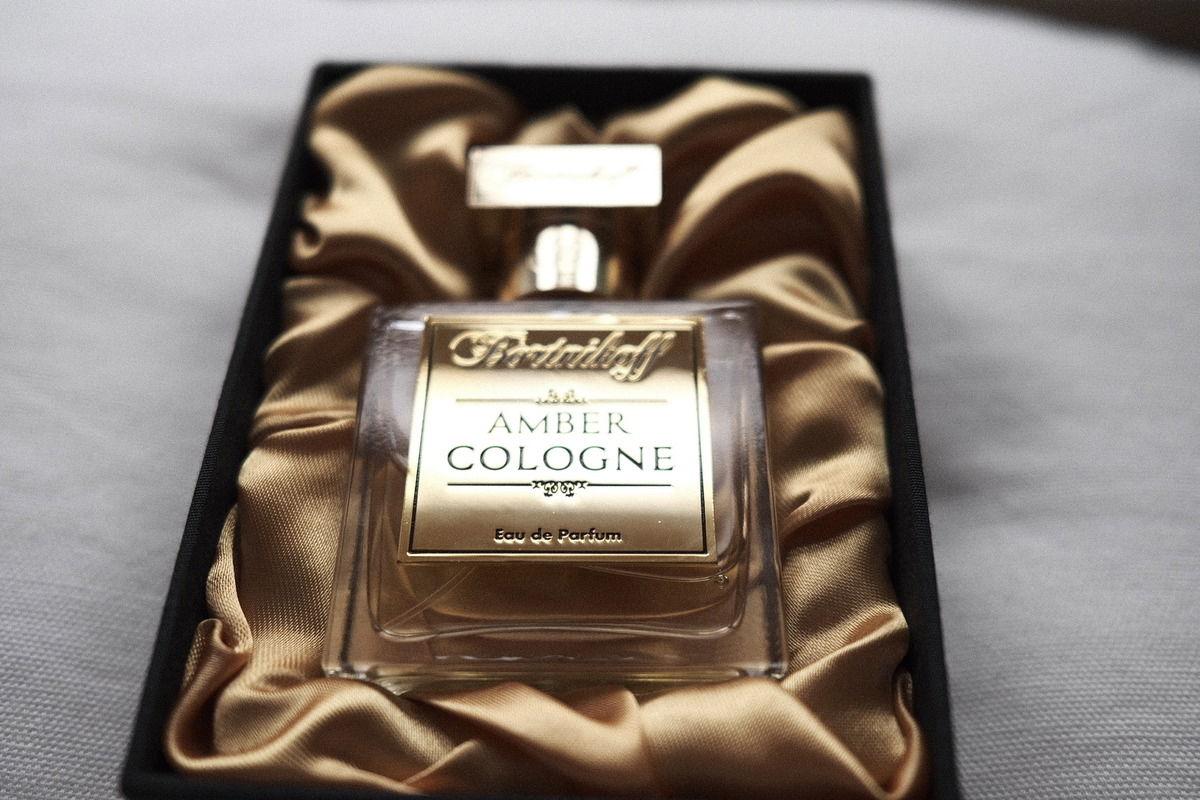 Bortnikoff
AMBER
COLOGNE
Eau de Parfum